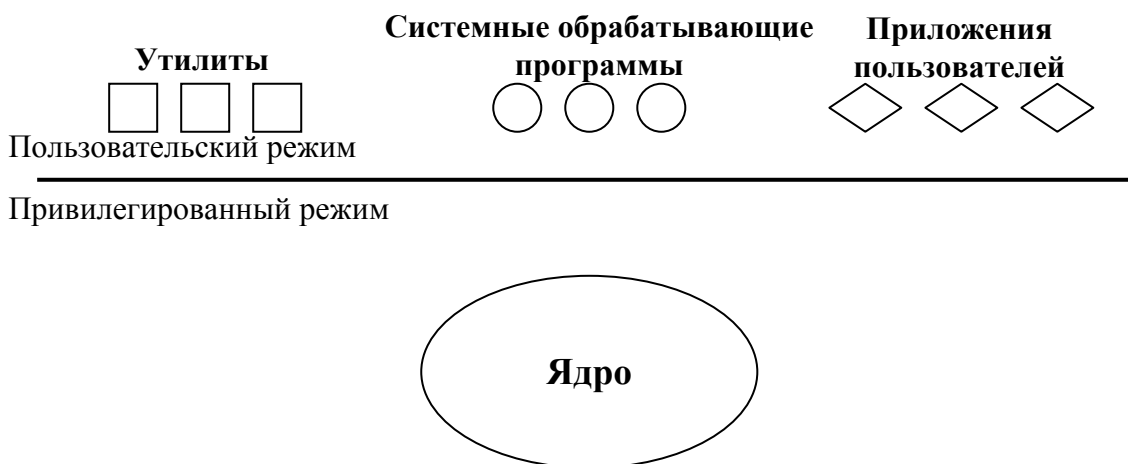 Утилиты
Системные обрабатывающие
программы
Приложения
пользователей
Пользовательский режим
Привилегированный режим
Ядро